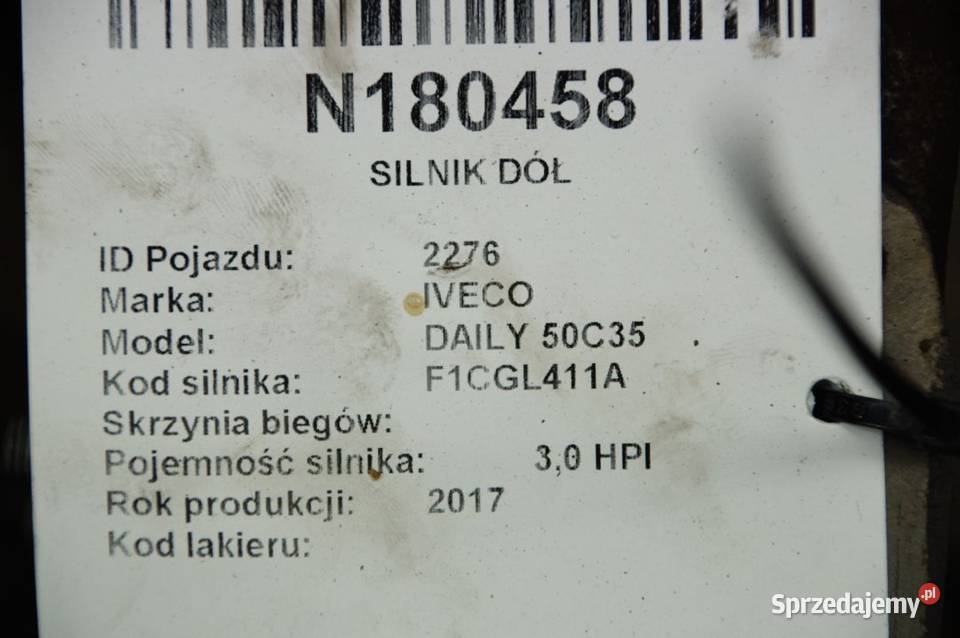 N180458
SILNIK DÓŁ
ID Pojazdu: 2276
Marka: IVECO
Model: DAILY 50C35 .
Kod silnika: F1CGL411A
Skrzynia biegów:
Pojemność silnika: 3,0 HPI
Rok produkcji: 2017
Kod lakieru:
Sprzedajemy.pl